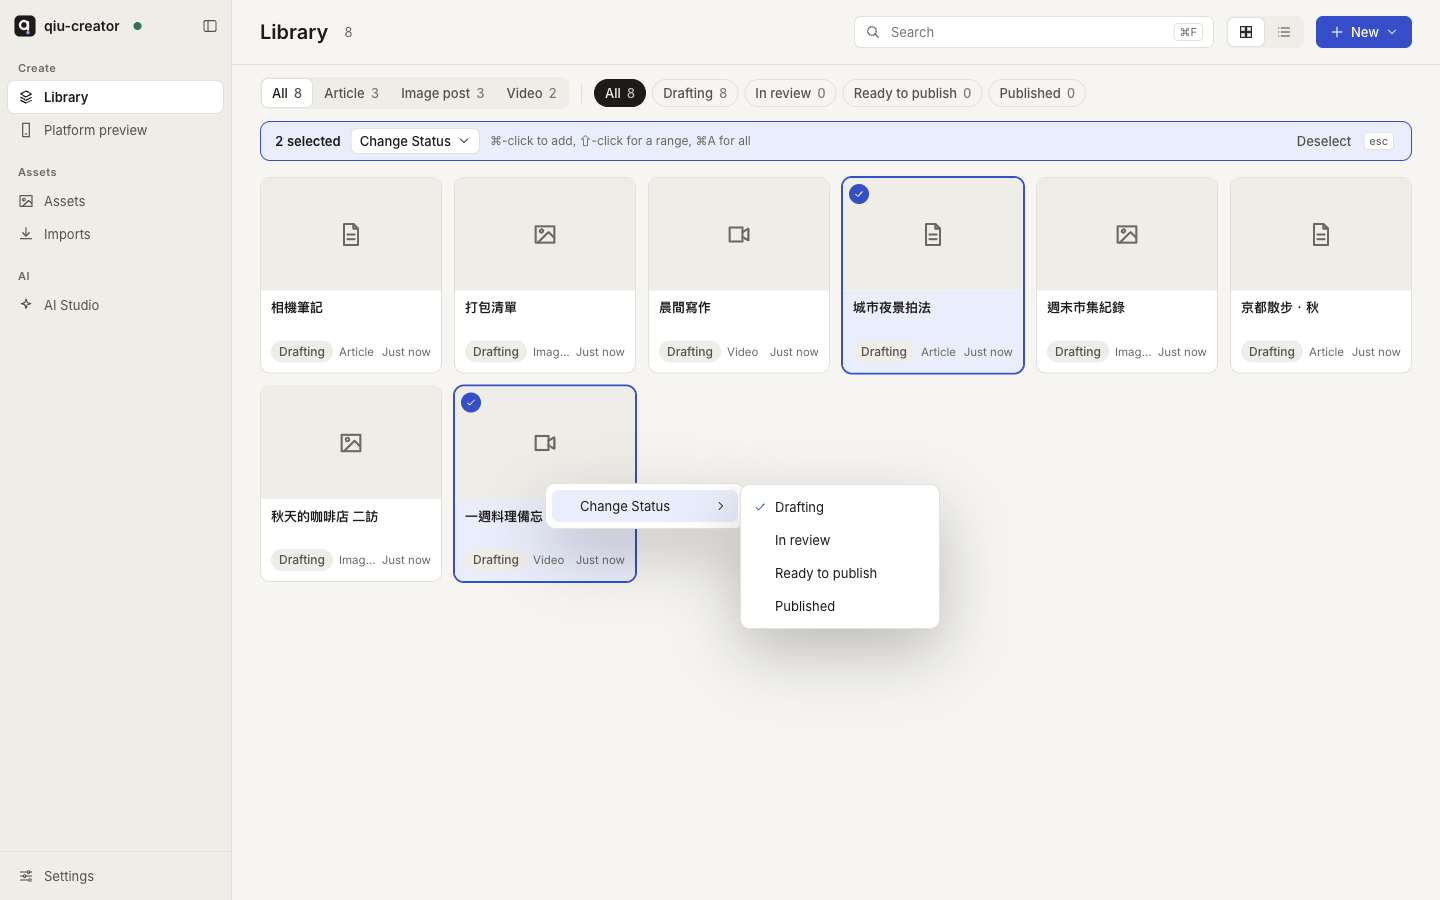 qiu-creator
Create
Library
Platform preview
Assets
Assets
Imports
AI
AI Studio
Settings
Library 8
Search ⌘F
New
All 8 Article 3 Image post 3 Video 2
All 8 Drafting 8 In review 0 Ready to publish 0 Published 0
2 selected Change Status ⌘-click to add, ⇧-click for a range, ⌘A for all Deselect esc
相機筆記
Drafting Article Just now
打包清單
Drafting Imag... Just now
晨間寫作
Drafting Video Just now
城市夜景拍法
Drafting Article Just now
週末市集紀錄
Drafting Imag... Just now
京都散步 · 秋
Drafting Article Just now
秋天的咖啡店 二訪
Drafting Imag... Just now
一週料理備忘
Drafting Video Just now
Change Status
Drafting
In review
Ready to publish
Published